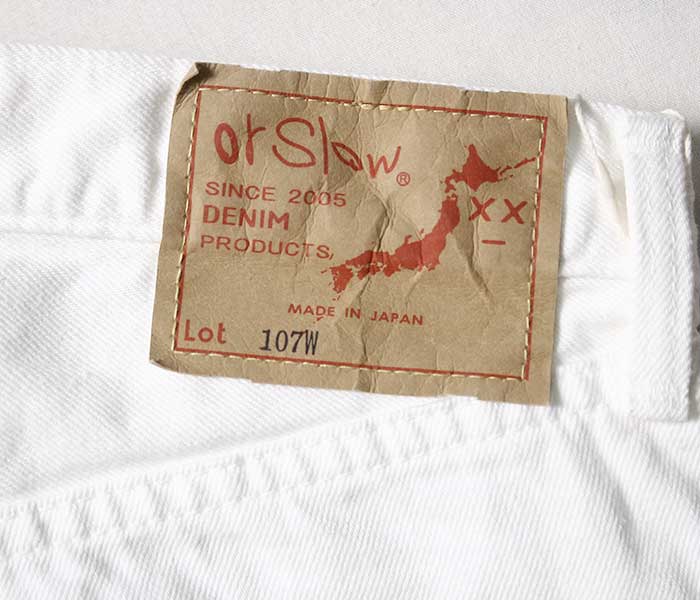 orSlow®
SINCE 2005
DENIM
PRODUCTS,
XX
–
MADE IN JAPAN
Lot 107W